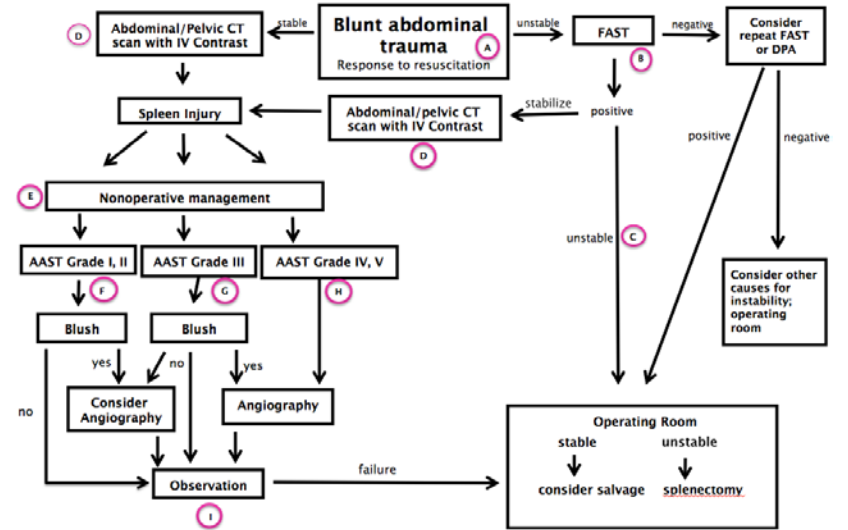 Blunt abdominal
trauma
Response to resuscitation
A
stable
unstable
D
Abdominal/Pelvic CT
scan with IV Contrast
FAST
B
negative
Consider
repeat FAST
or DPA
positive
stabilize
Abdominal/pelvic CT
scan with IV Contrast
D
Spleen Injury
positive
negative
E
Nonoperative management
unstable
C
AAST Grade I, II
AAST Grade III
AAST Grade IV, V
F
G
H
Consider other
causes for
instability;
operating
room
Blush
Blush
yes
no
yes
no
Consider
Angiography
Angiography
Observation
I
failure
Operating Room
stable
unstable
consider salvage
splenectomy